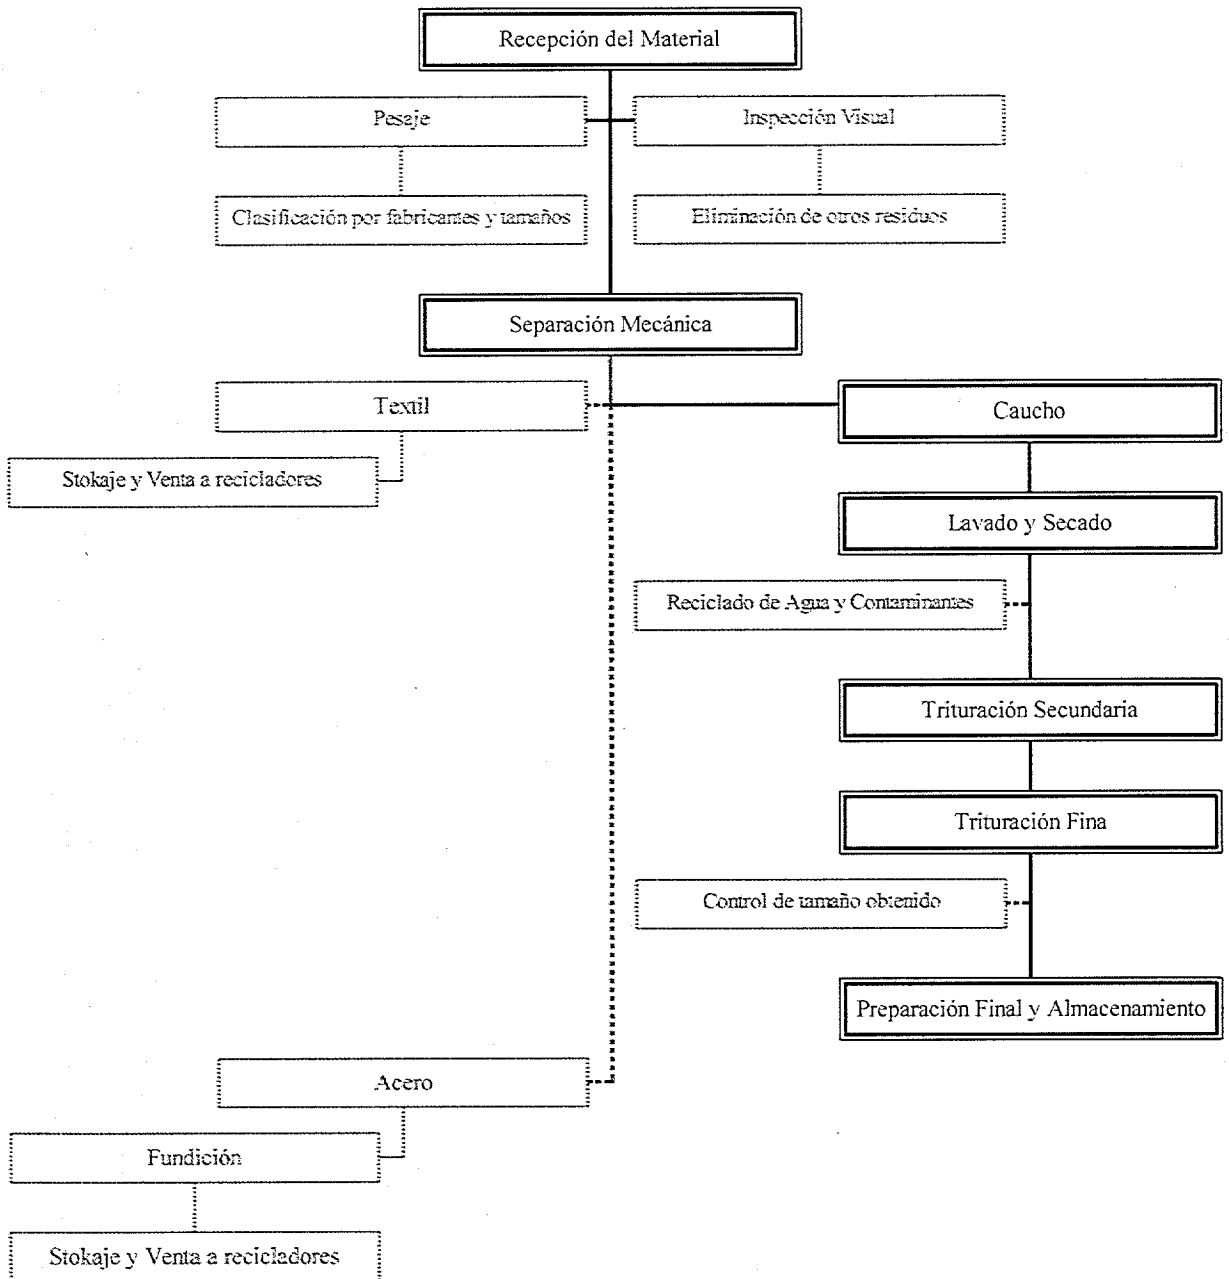 Recepción del Material
Pesaje
Inspección Visual
Clasificación por fabricantes y tamaños
Eliminación de otros residuos
Separación Mecánica
Textil
Caucho
Stokaje y Venta a recicladores
Lavado y Secado
Reciclado de Agua y Contaminantes
Trituración Secundaria
Trituración Fina
Control de tamaño obtenido
Preparación Final y Almacenamiento
Acero
Fundición
Stokaje y Venta a recicladores